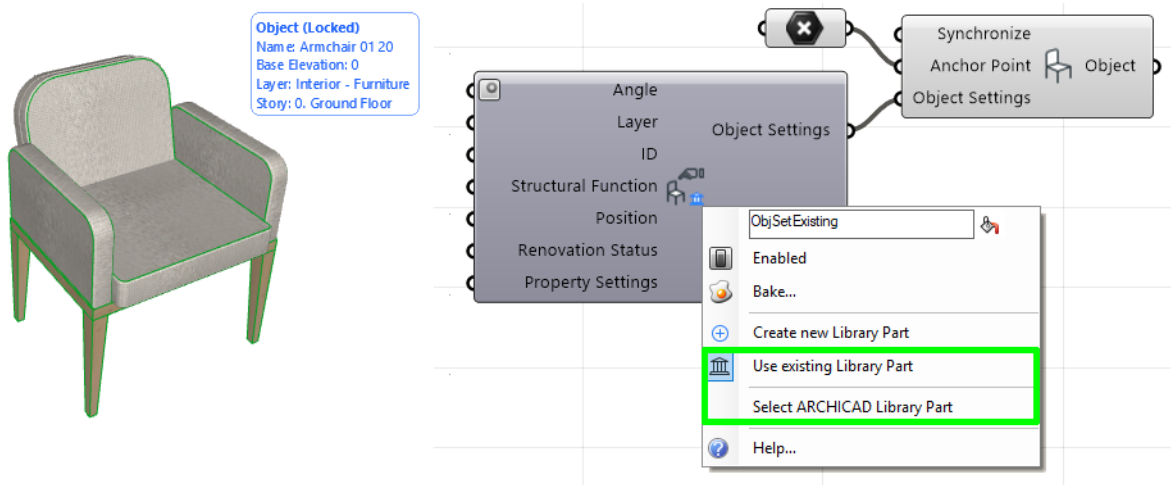 Object (Locked)
Name: Armchair 01 20
Base Elevation: 0
Layer: Interior - Furniture
Story: 0. Ground Floor
Synchronize
Anchor Point
Object
Object Settings
Angle
Layer
Object Settings
ID
Structural Function
Position
Renovation Status
Property Settings
ObjSetExisting
Enabled
Bake...
Create new Library Part
Use existing Library Part
Select ARCHICAD Library Part
Help...